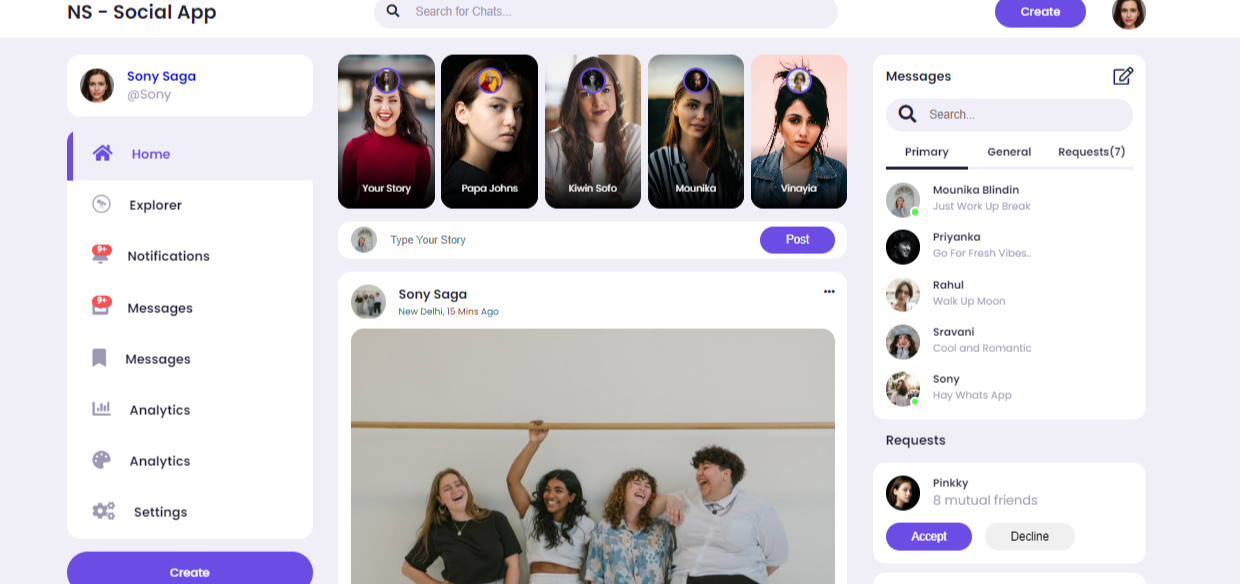 NS - Social App
Search for Chats...
Create
Sony Saga
@Sony
Home
Explorer
9+
Notifications
9+
Messages
Messages
Analytics
Analytics
Settings
Create
Your Story
Papa Johns
Kiwin Sofo
Mounika
Vinayia
Type Your Story
Post
Sony Saga
New Delhi, 15 Mins Ago
Messages
Search...
Primary General Requests(7)
Mounika Blindin
Just Work Up Break
Priyanka
Go For Fresh Vibes..
Rahul
Walk Up Moon
Sravani
Cool and Romantic
Sony
Hay Whats App
Requests
Pinkky
8 mutual friends
Accept
Decline